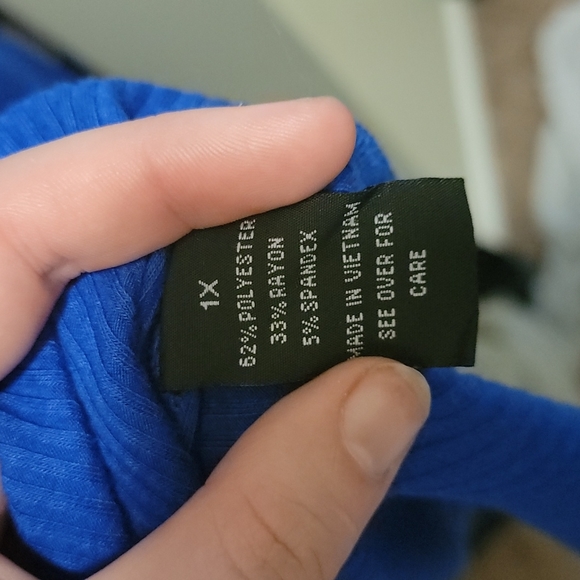 1X
62% POLYESTER
33% RAYON
5% SPANDEX
MADE IN VIETNAM
SEE OVER FOR
CARE